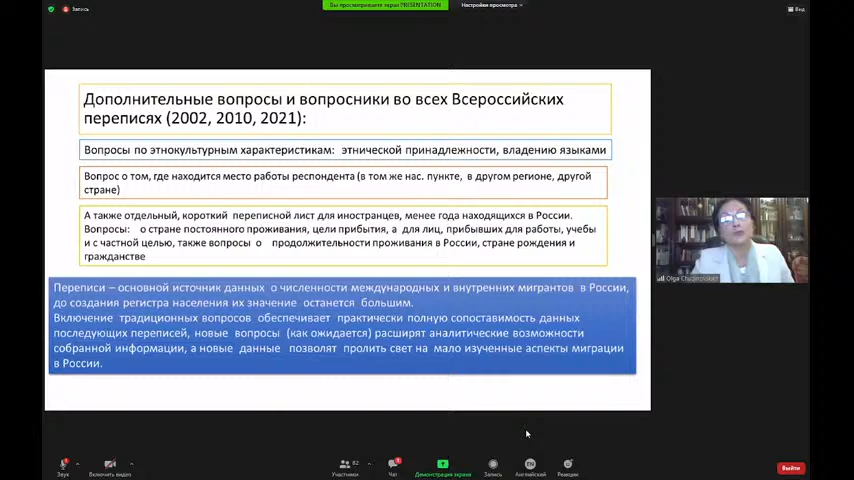 Запись
Вы просматриваете экран PRESENTATION
Настройки просмотра
Вид
Дополнительные вопросы и вопросники во всех Всероссийских
переписях (2002, 2010, 2021):
Вопросы по этнокультурным характеристикам: этнической принадлежности, владению языками
Вопрос о том, где находится место работы респондента (в том же нас. пункте, в другом регионе, другой
стране)
А также отдельный, короткий переписной лист для иностранцев, менее года находящихся в России.
Вопросы: о стране постоянного проживания, цели прибытия, а для лиц, прибывших для работы, учебы
и с частной целью, также вопросы о продолжительности проживания в России, стране рождения и
гражданстве
Переписи – основной источник данных о численности международных и внутренних мигрантов в России,
до создания регистра населения их значение останется большим.
Включение традиционных вопросов обеспечивает практически полную сопоставимость данных
последующих переписей, новые вопросы (как ожидается) расширят аналитические возможности
собранной информации, а новые данные позволят пролить свет на мало изученные аспекты миграции
в России.
Olga Chudinovskikh
Звук
Включить видео
82
Участники
Чат
Демонстрация экрана
Запись
EN
Английский
Реакции
Выйти